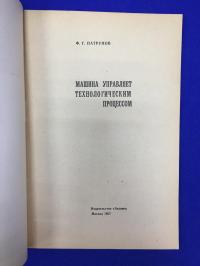 Ф. Г. ПАТРУНОВ
МАШИНА УПРАВЛЯЕТ
ТЕХНОЛОГИЧЕСКИМ
ПРОЦЕССОМ
Издательство «Знание»
Москва 1967